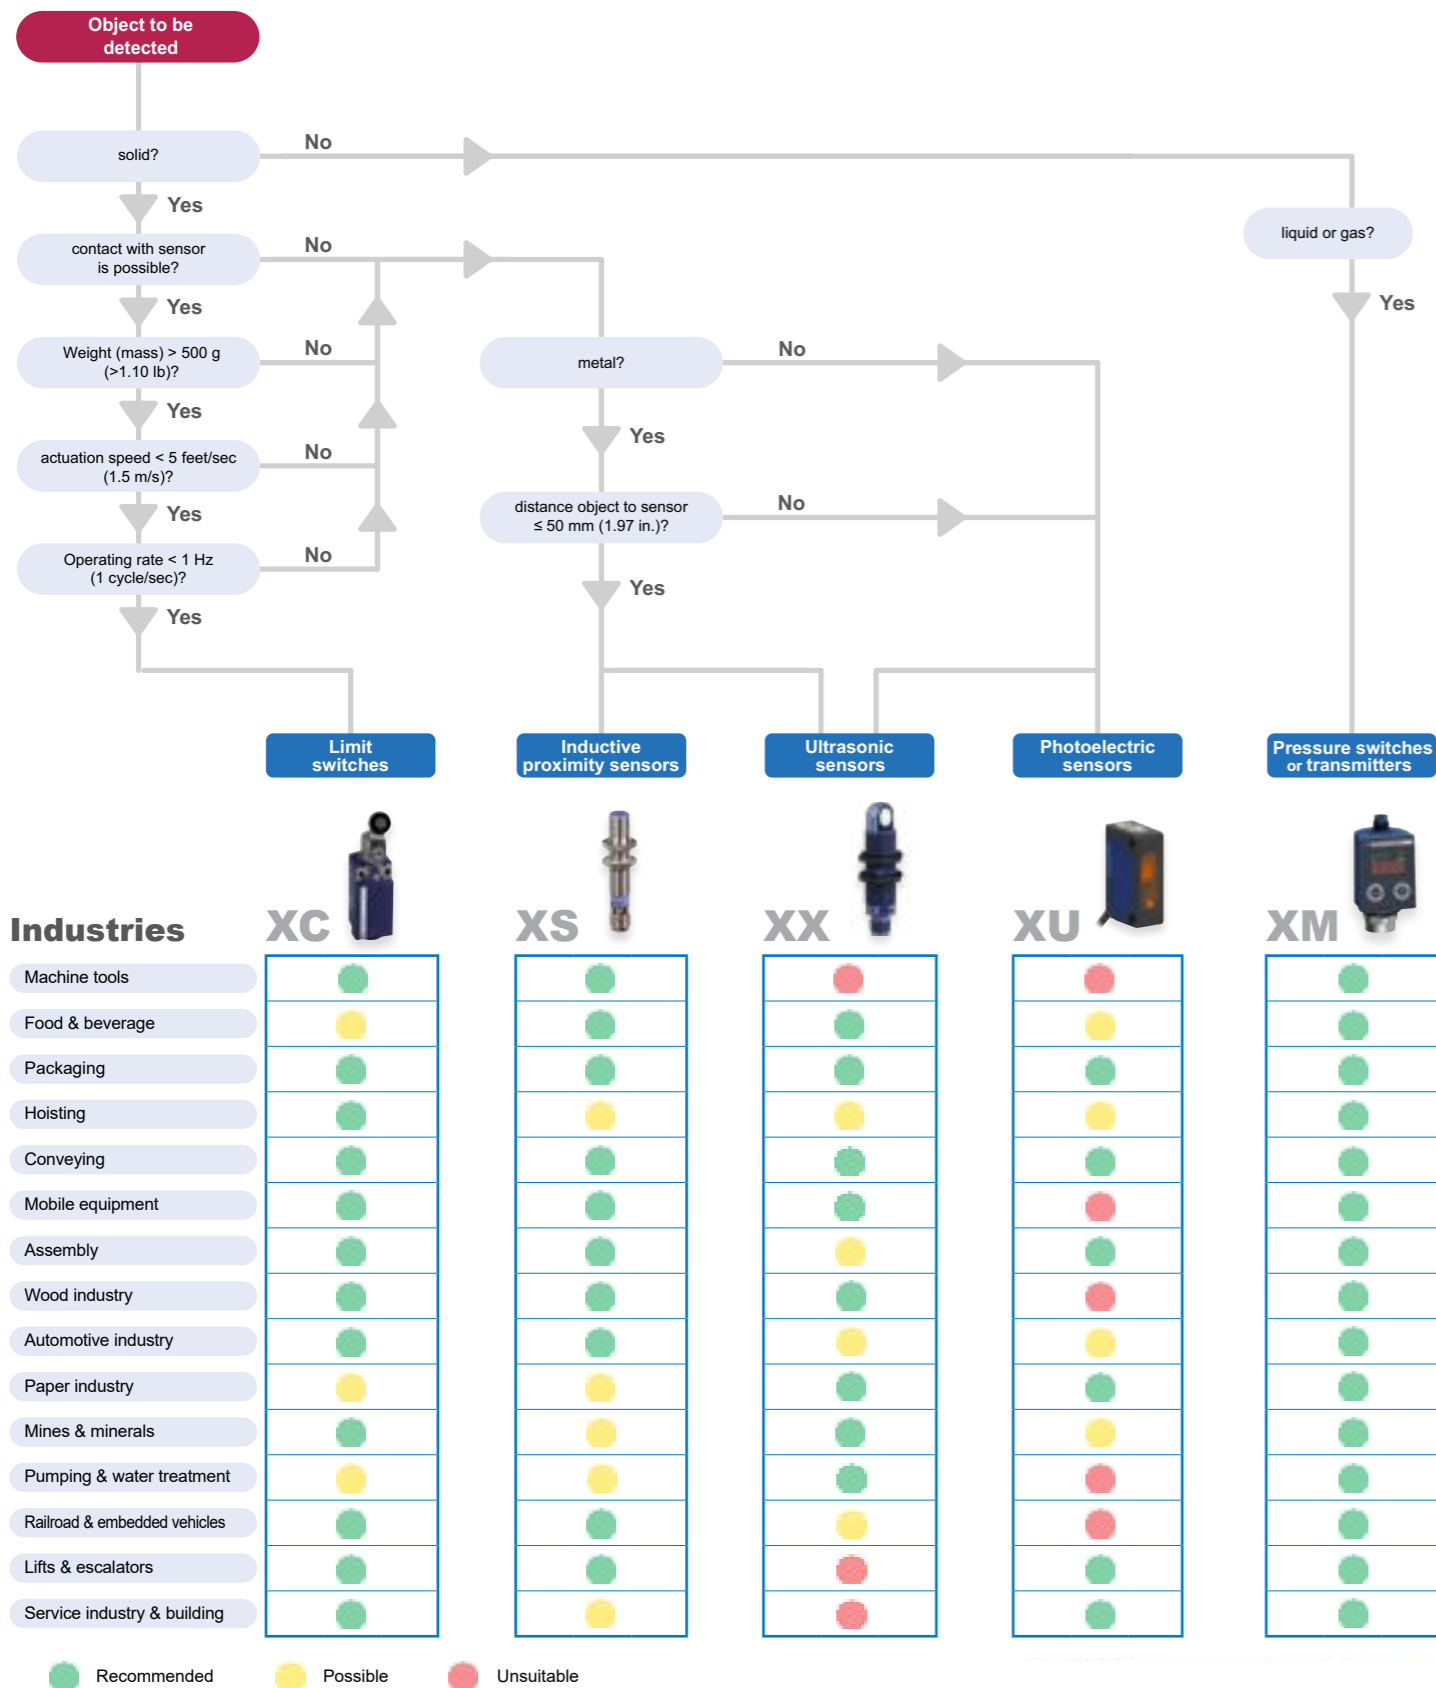 Object to be
detected
solid?
No
Yes
liquid or gas?
Yes
contact with sensor
is possible?
No
Yes
Weight (mass) > 500 g
(>1.10 lb)?
No
metal?
No
Yes
Yes
actuation speed < 5 feet/sec
(1.5 m/s)?
No
Yes
distance object to sensor
≤ 50 mm (1.97 in.)?
No
Yes
Operating rate < 1 Hz
(1 cycle/sec)?
No
Yes
Limit
switches
Inductive
proximity sensors
Ultrasonic
sensors
Photoelectric
sensors
Pressure switches
or transmitters
Industries
XC
XS
XX
XU
XM
Machine tools
Food & beverage
Packaging
Hoisting
Conveying
Mobile equipment
Assembly
Wood industry
Automotive industry
Paper industry
Mines & minerals
Pumping & water treatment
Railroad & embedded vehicles
Lifts & escalators
Service industry & building
Recommended
Possible
Unsuitable